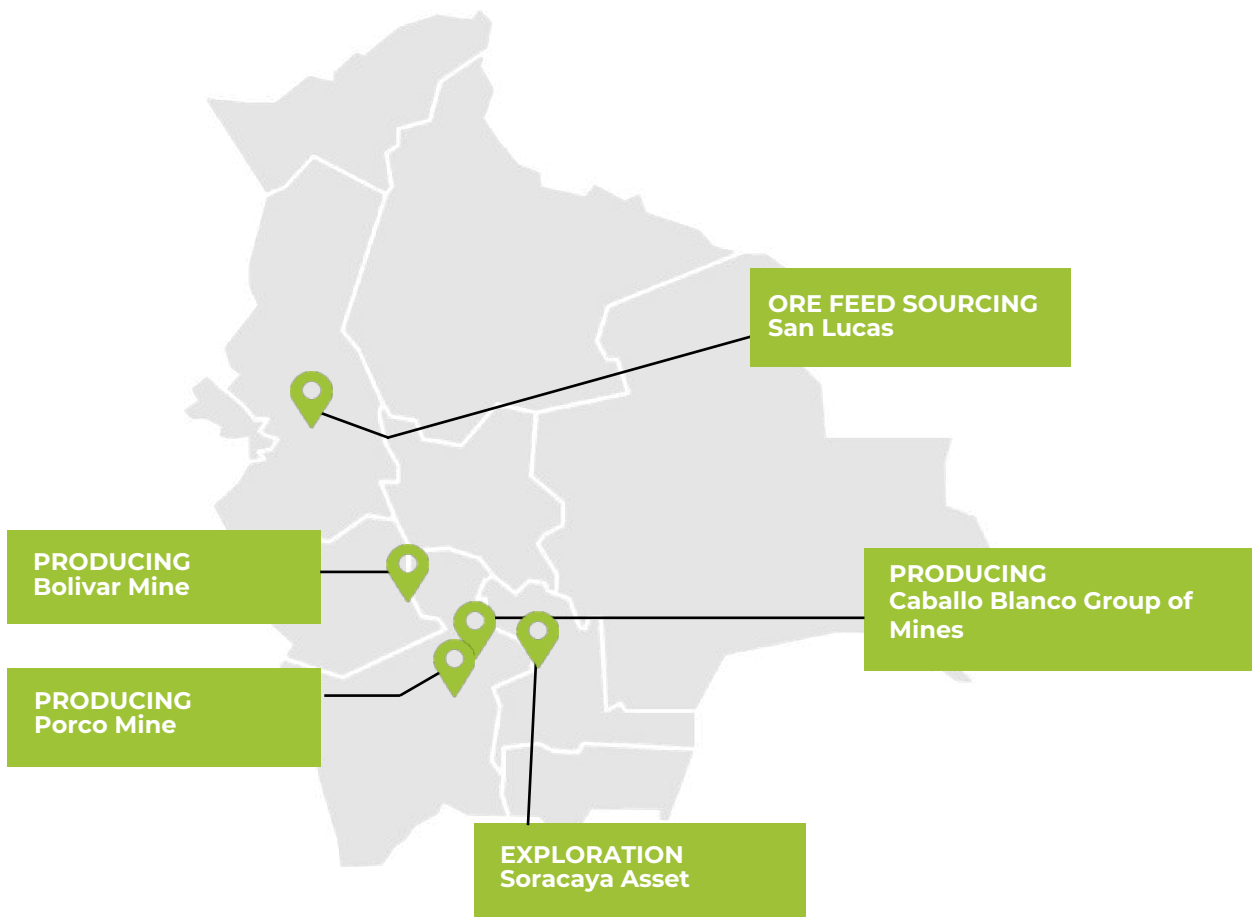 ORE FEED SOURCING
San Lucas
PRODUCING
Bolivar Mine
PRODUCING
Caballo Blanco Group of
Mines
PRODUCING
Porco Mine
EXPLORATION
Soracaya Asset